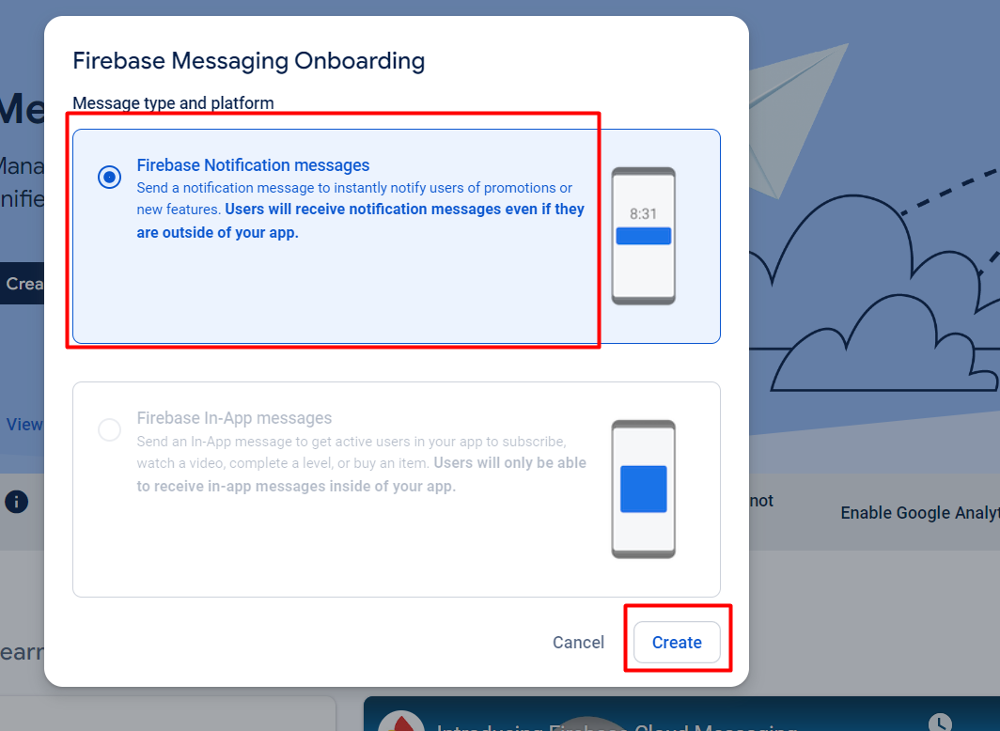 Firebase Messaging Onboarding
Message type and platform
Firebase Notification messages
Send a notification message to instantly notify users of promotions or
new features. Users will receive notification messages even if they
are outside of your app.
8:31
Firebase In-App messages
Send an In-App message to get active users in your app to subscribe,
watch a video, complete a level, or buy an item. Users will only be able
to receive in-app messages inside of your app.
Cancel
Create
Me
Mana
nifie
Crea
View
not
Enable Google Analyt
earn
Introducing Firebase Cloud Messaging